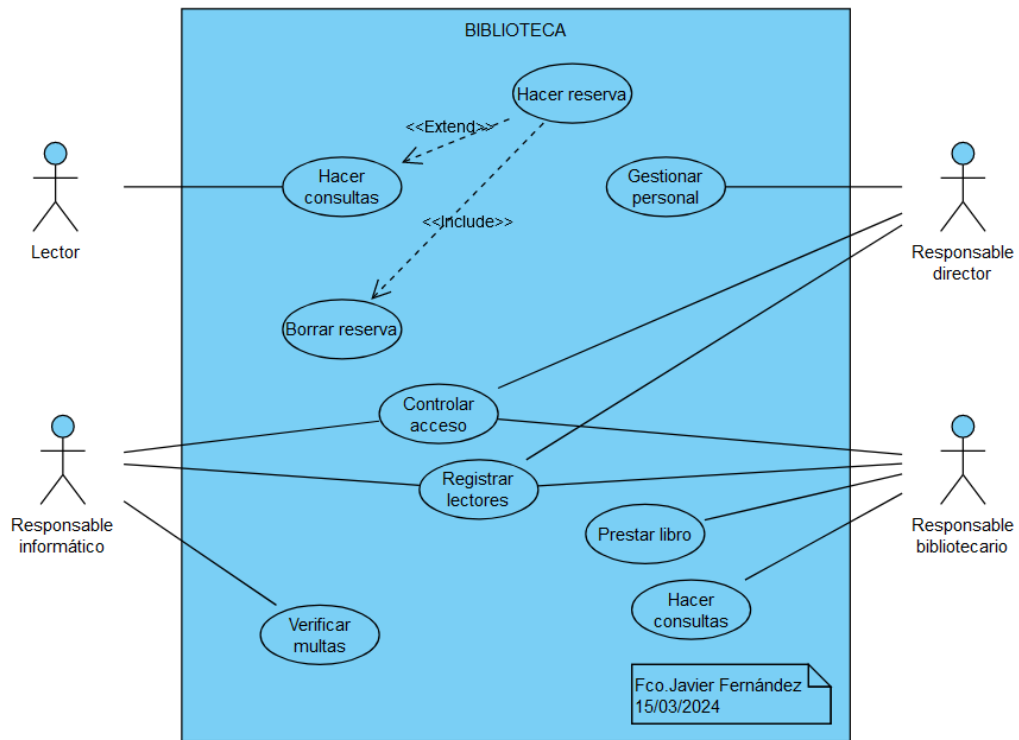 BIBLIOTECA
Hacer reserva
<<Extend>>
Hacer
consultas
Gestionar
personal
<<Include>>
Lector
Responsable
director
Borrar reserva
Controlar
acceso
Registrar
lectores
Responsable
informático
Prestar libro
Responsable
bibliotecario
Hacer
consultas
Verificar
multas
Fco.Javier Fernández
15/03/2024